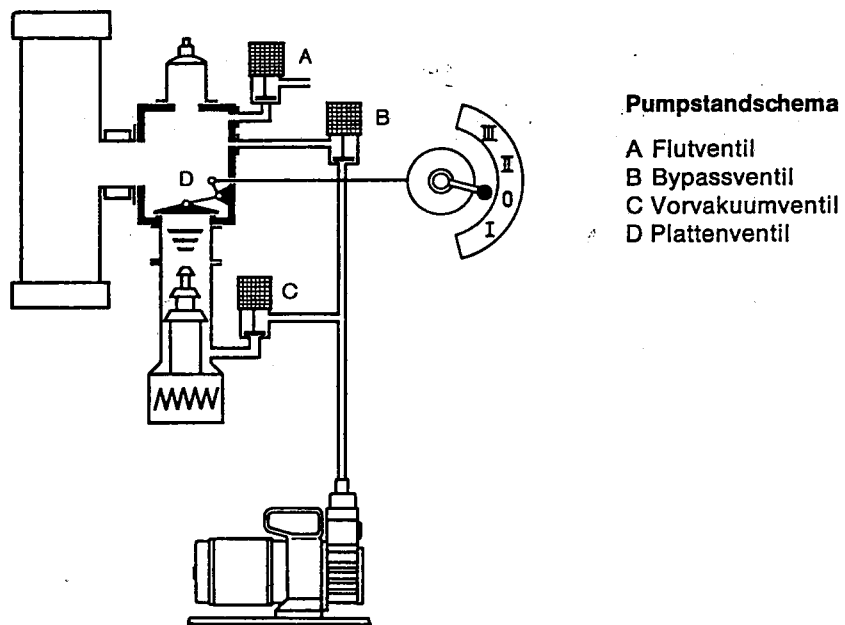 A
B
III
II
0
I
D
C
Pumpstandschema
A Flutventil
B Bypassventil
C Vorvakuumventil
D Plattenventil